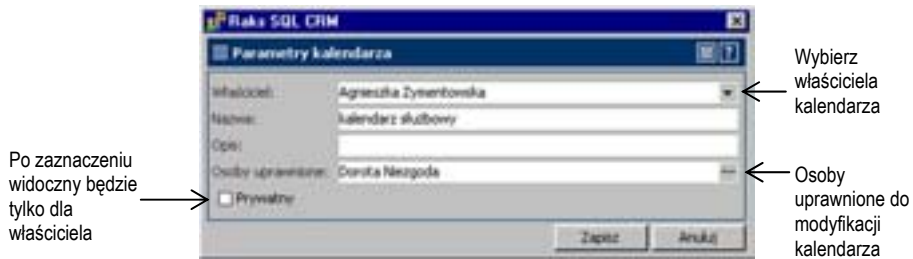 Raks SQL CRM
Parametry kalendarza
Właściciel: Agnieszka Zymentowska
Nazwa: kalendarz służbowy
Opis:
Osoby uprawnione: Dorota Niezgoda
Prywatny
Zapisz Anuluj
Wybierz
właściciela
kalendarza
Po zaznaczeniu
widoczny będzie
tylko dla
właściciela
Osoby
uprawnione do
modyfikacji
kalendarza